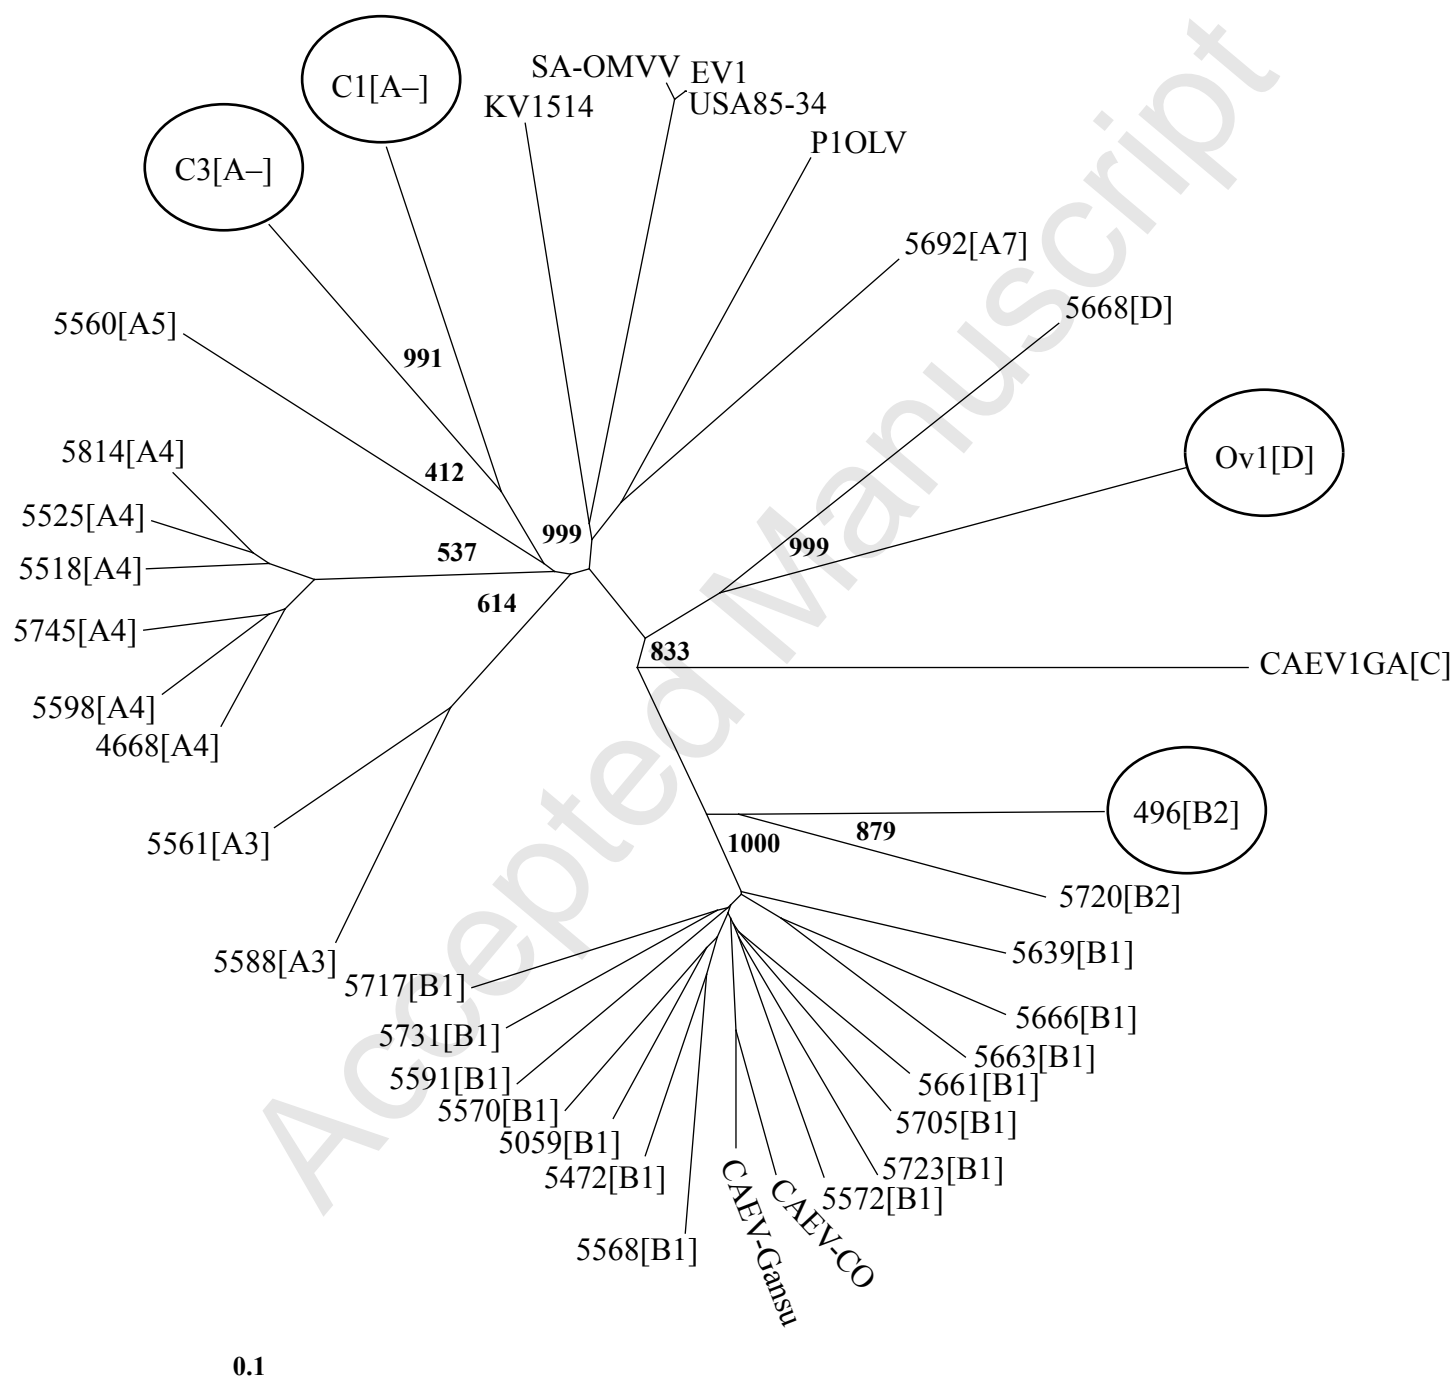 C1[A–]
SA-OMVV
EV1
KV1514
USA85-34
P1OLV
C3[A–]
5692[A7]
5668[D]
5560[A5]
991
5814[A4]
412
Ov1[D]
5525[A4]
999
537
999
5518[A4]
614
5745[A4]
833
CAEV1GA[C]
5598[A4]
4668[A4]
496[B2]
879
5561[A3]
1000
5720[B2]
5639[B1]
5588[A3]
5717[B1]
5666[B1]
5731[B1]
5663[B1]
5591[B1]
5661[B1]
5570[B1]
5705[B1]
5059[B1]
5723[B1]
5472[B1]
5572[B1]
CAEV-Gansu
CAEV-CO
5568[B1]
0.1
Accepted Manuscript